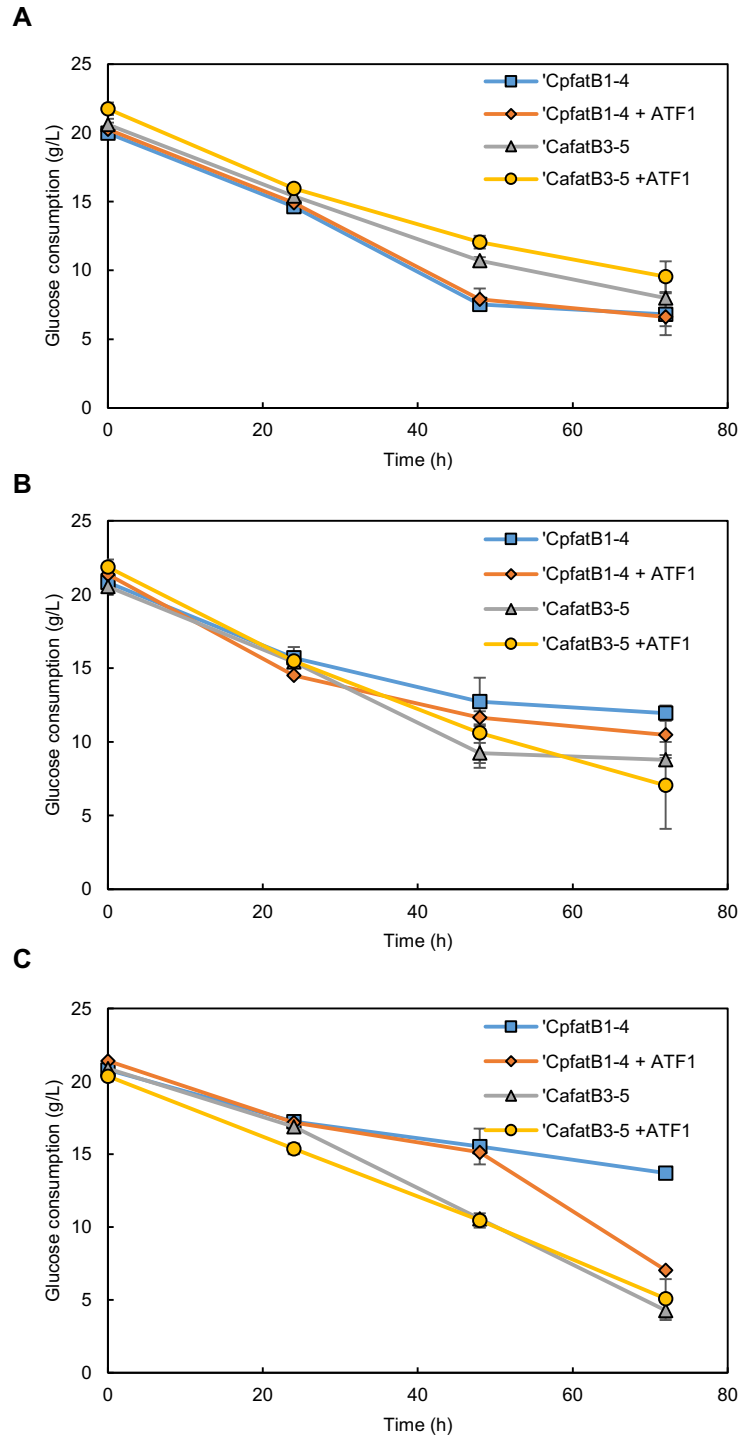 A
25
20
15
10
5
0
Glucose consumption (g/L)
'CpfatB1-4
'CpfatB1-4 + ATF1
'CafatB3-5
'CafatB3-5 +ATF1
0 20 40 60 80
Time (h)
B
25
20
15
10
5
0
Glucose consumption (g/L)
'CpfatB1-4
'CpfatB1-4 + ATF1
'CafatB3-5
'CafatB3-5 +ATF1
0 20 40 60 80
Time (h)
C
25
20
15
10
5
0
Glucose consumption (g/L)
'CpfatB1-4
'CpfatB1-4 + ATF1
'CafatB3-5
'CafatB3-5 +ATF1
0 20 40 60 80
Time (h)